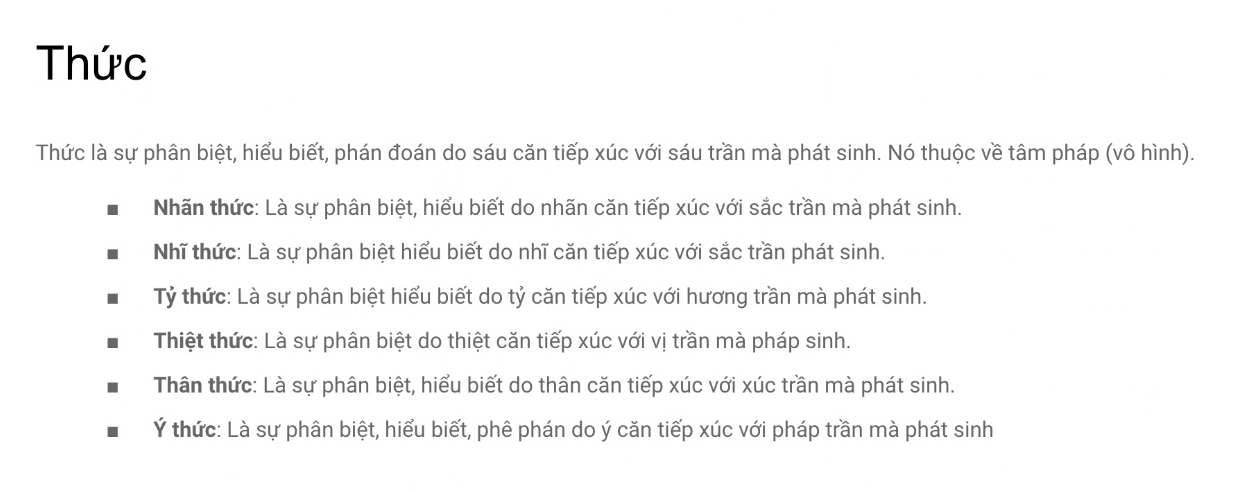 Thức
Thức là sự phân biệt, hiểu biết, phán đoán do sáu căn tiếp xúc với sáu trần mà phát sinh. Nó thuộc về tâm pháp (vô hình).
■ Nhãn thức: Là sự phân biệt, hiểu biết do nhãn căn tiếp xúc với sắc trần mà phát sinh.
■ Nhĩ thức: Là sự phân biệt hiểu biết do nhĩ căn tiếp xúc với sắc trần phát sinh.
■ Tỷ thức: Là sự phân biệt hiểu biết do tỷ căn tiếp xúc với hương trần mà phát sinh.
■ Thiệt thức: Là sự phân biệt do thiệt căn tiếp xúc với vị trần mà pháp sinh.
■ Thân thức: Là sự phân biệt, hiểu biết do thân căn tiếp xúc với xúc trần mà phát sinh.
■ Ý thức: Là sự phân biệt, hiểu biết, phê phán do ý căn tiếp xúc với pháp trần mà phát sinh